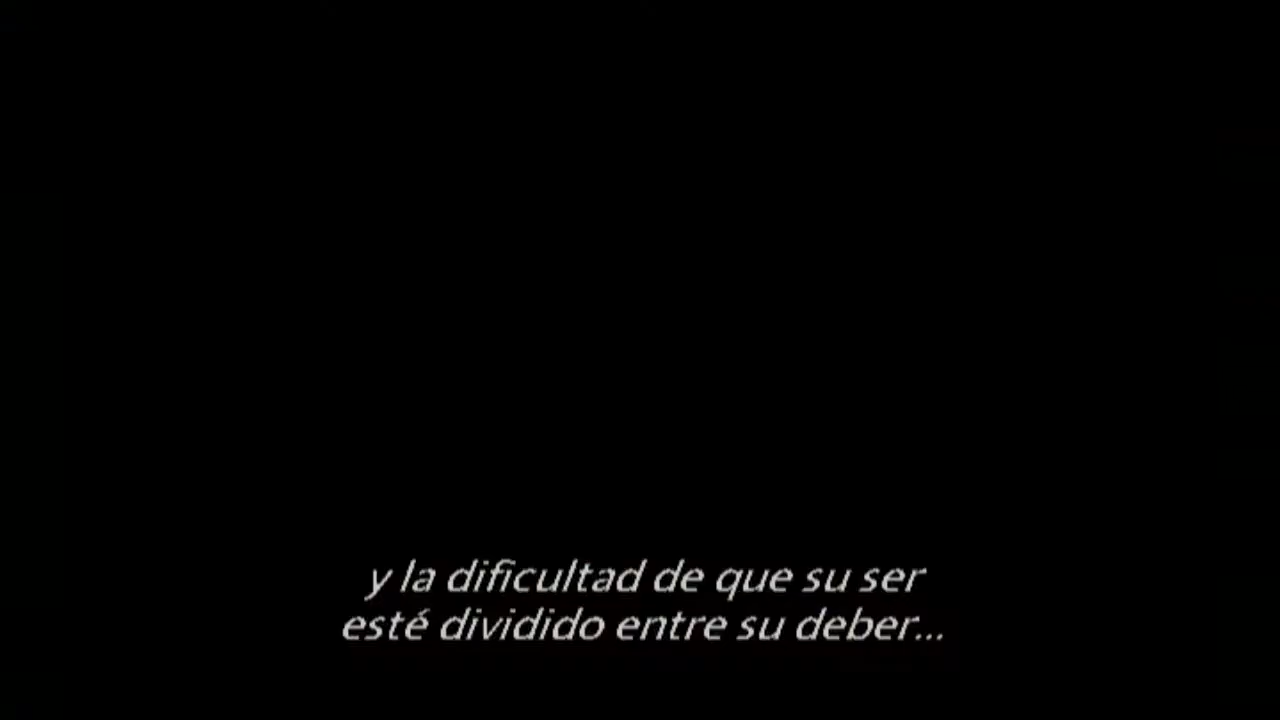 y la dificultad de que su ser
esté dividido entre su deber...